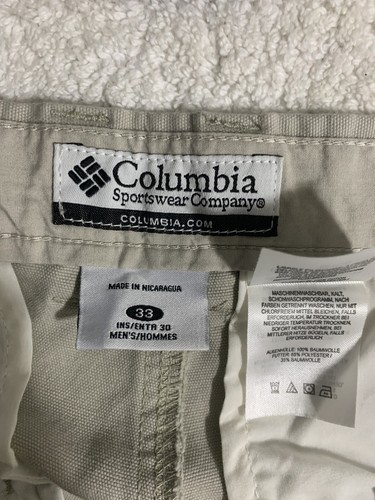 Columbia
Sportswear Company®
COLUMBIA.COM
MADE IN NICARAGUA
33
INS/ENTR 30
MEN'S/HOMMES
MASCHINENWASCHBAR, KALT,
SCHONWASCHPROGRAMM, NACH
FARBEN GETRENNT WASCHEN, NUR
CHLORFREIES MITTEL BLEICHEN, FALLS
ERFORDERLICH. IM TROCKNER BEI
NIEDRIGER TEMPERATUR TROCKNEN,
SOFORT HERAUSNEHMEN. BEI
MITTLERER HITZE BÜGELN, FALLS
ERFORDERLICH
AUßENHÜLLE: 100% BAUMWOLLE
FUTTER: 65% POLYESTER /
35% BAUMWOLLE